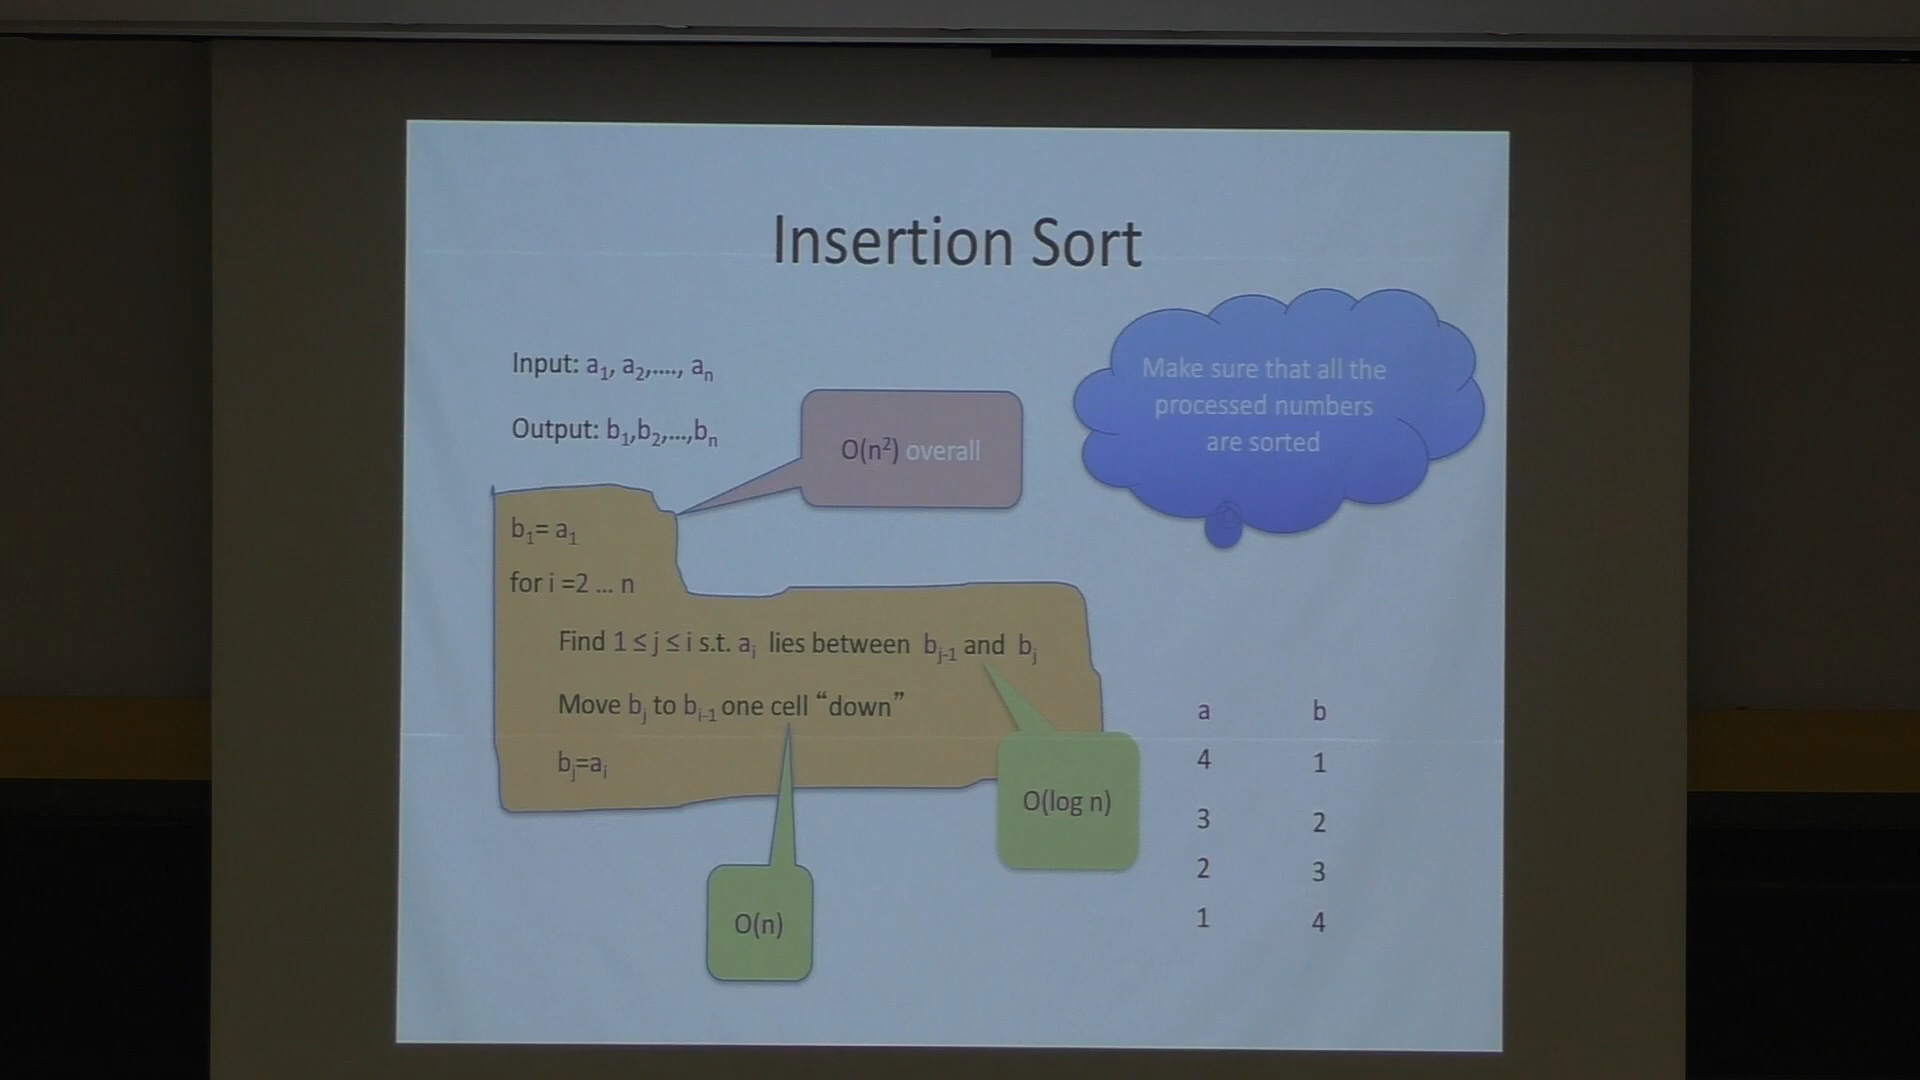 Insertion Sort
Input: a₁, a₂,...., aₙ
Output: b₁,b₂,...,bₙ
O(n²) overall
Make sure that all the
processed numbers
are sorted
b₁= a₁
for i =2 ... n
Find 1 ≤ j ≤ i s.t. aᵢ lies between bⱼ₋₁ and bⱼ
Move bⱼ to bᵢ₋₁ one cell “down”
bⱼ=aᵢ
O(log n)
O(n)
a b
4 1
3 2
2 3
1 4